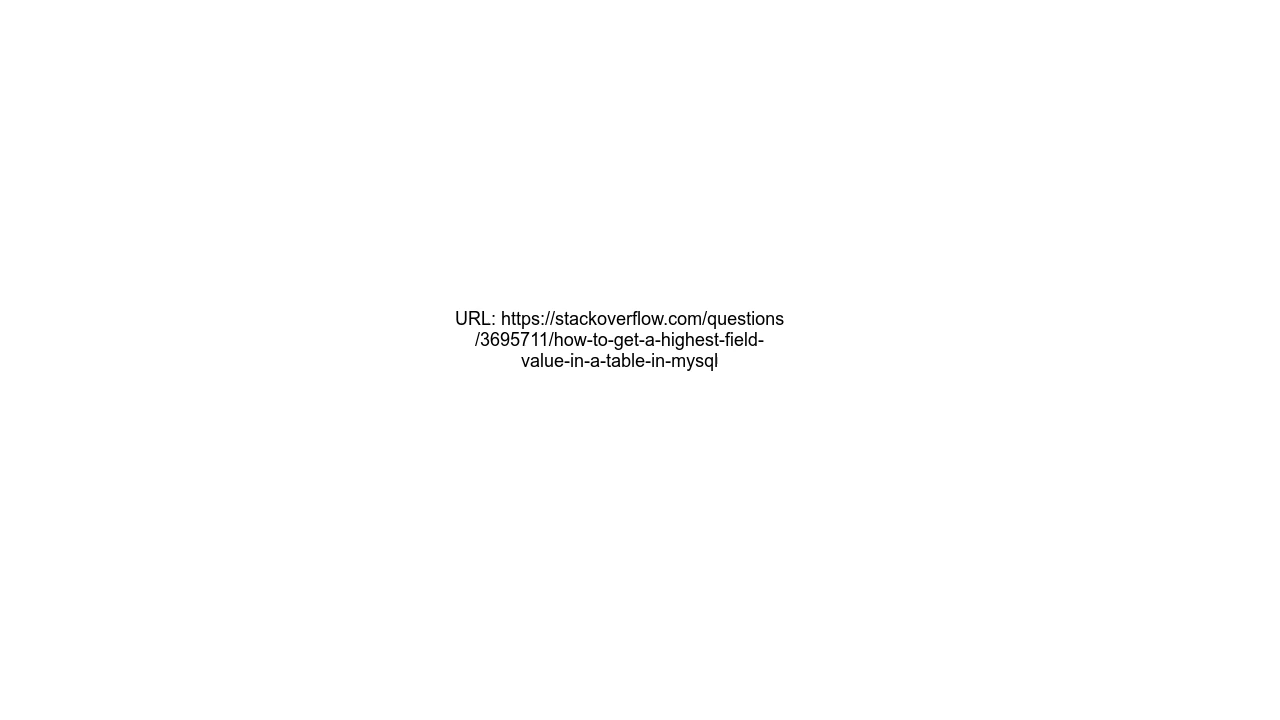 URL: https://stackoverflow.com/questions
/3695711/how-to-get-a-highest-field-
value-in-a-table-in-mysql